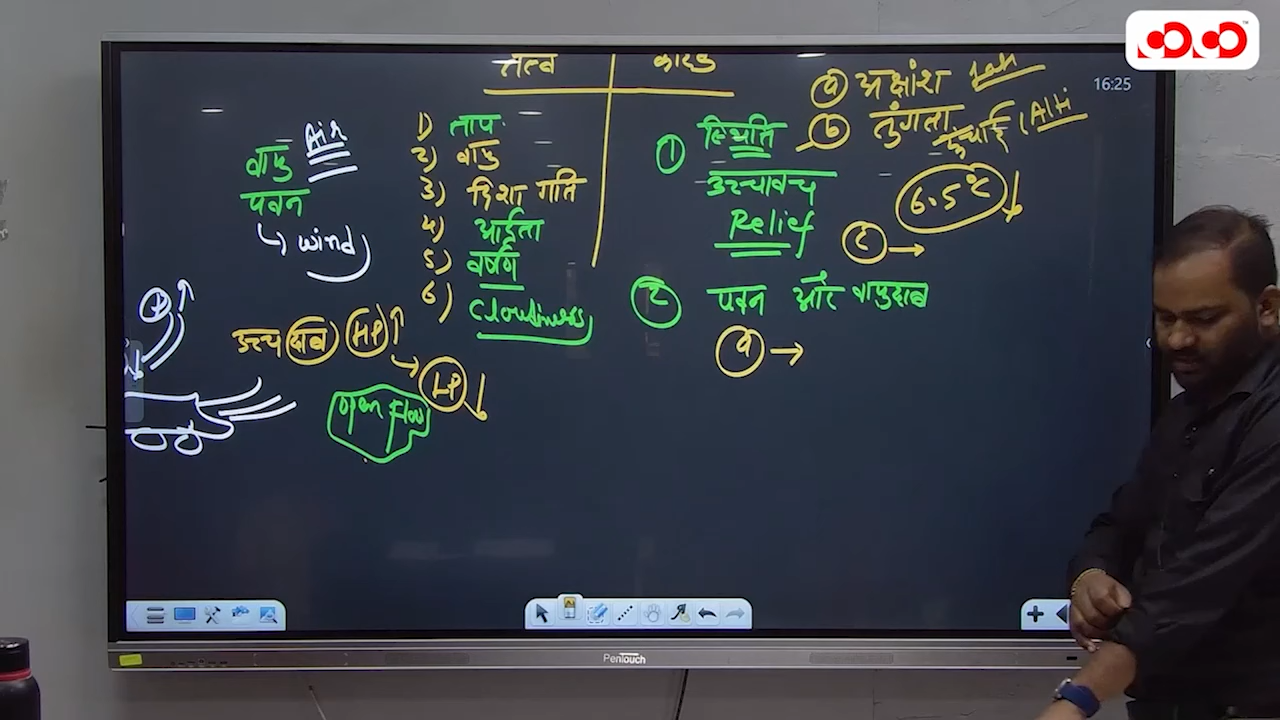 तत्व कारक
1) ताप
2) वायु
3) दिशा गति
4) आर्द्रता
5) वर्षण
6) Cloudiness
वायु Air
पवन
↳ wind
उच्च दाब HP ↑
→ LP ↓
open Flow
① स्थिति
उच्चावच
Relief
ⓐ अक्षांश
ⓑ तुंगता
ऊंचाई (Alti
6.5°C ↓
ⓒ →
② पवन और वायुदाब
ⓐ →
16:25
PenTouch